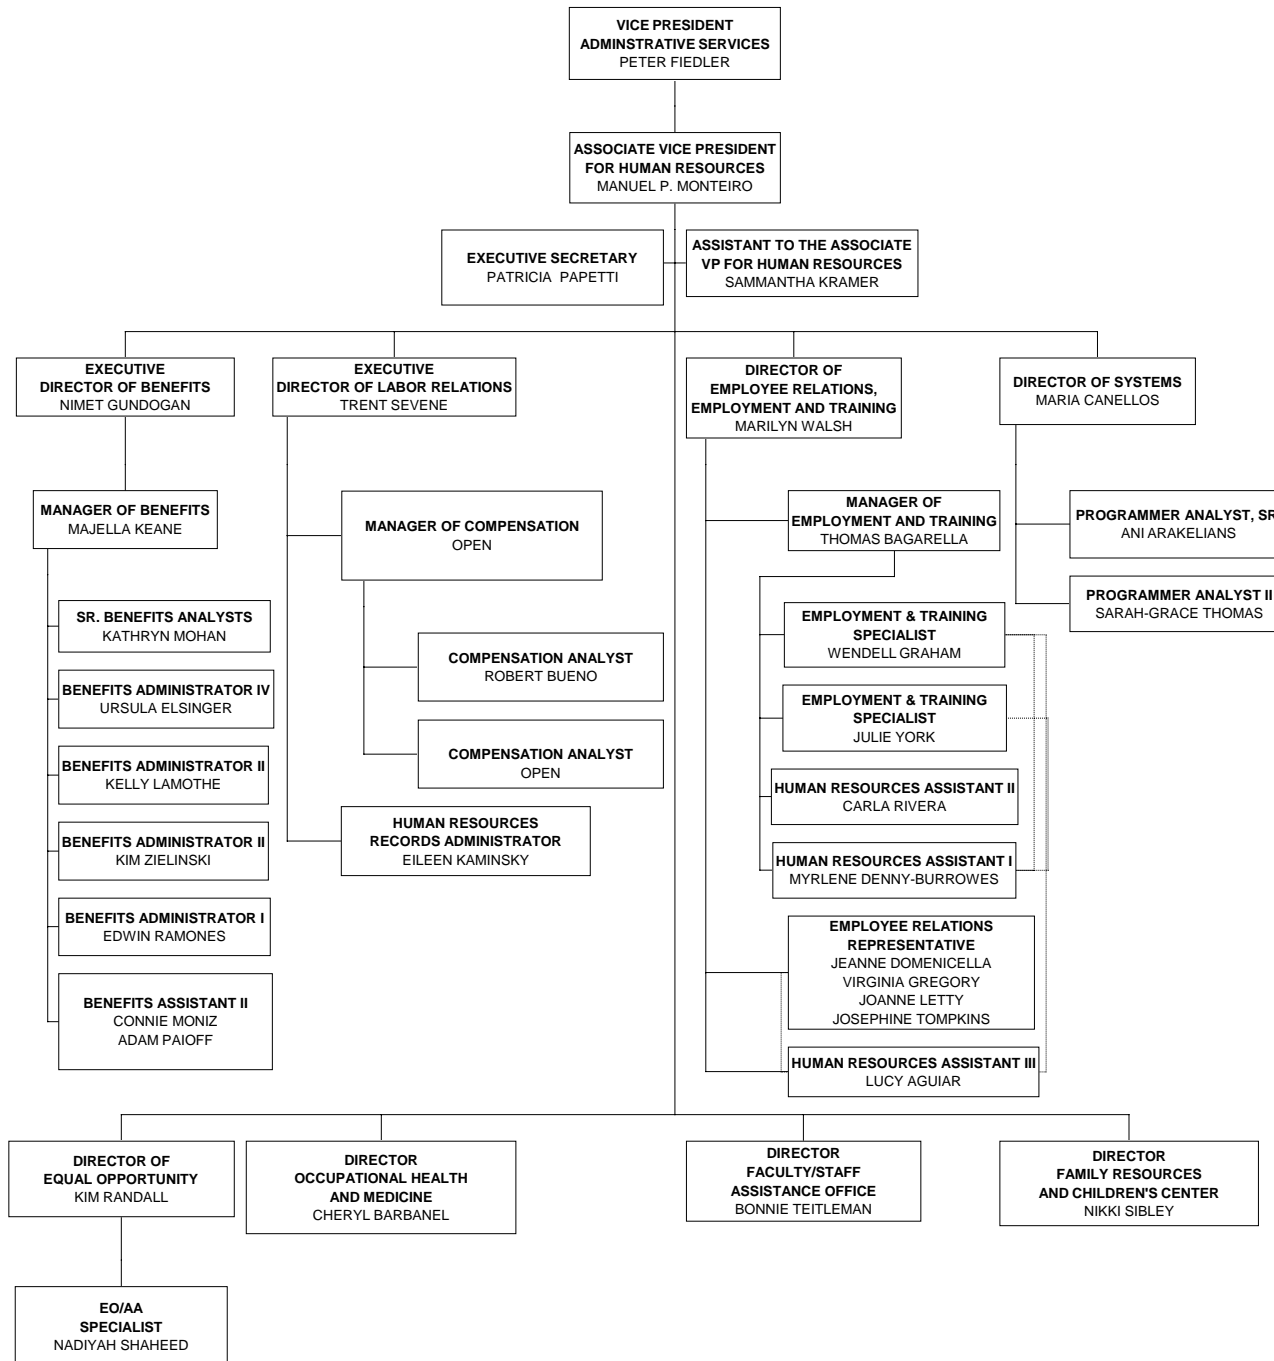 VICE PRESIDENT
ADMINSTRATIVE SERVICES
PETER FIEDLER
ASSOCIATE VICE PRESIDENT
FOR HUMAN RESOURCES
MANUEL P. MONTEIRO
EXECUTIVE SECRETARY
PATRICIA PAPETTI
ASSISTANT TO THE ASSOCIATE
VP FOR HUMAN RESOURCES
SAMMANTHA KRAMER
EXECUTIVE
DIRECTOR OF BENEFITS
NIMET GUNDOGAN
EXECUTIVE
DIRECTOR OF LABOR RELATIONS
TRENT SEVENE
DIRECTOR OF
EMPLOYEE RELATIONS,
EMPLOYMENT AND TRAINING
MARILYN WALSH
DIRECTOR OF SYSTEMS
MARIA CANELLOS
MANAGER OF BENEFITS
MAJELLA KEANE
SR. BENEFITS ANALYSTS
KATHRYN MOHAN
BENEFITS ADMINISTRATOR IV
URSULA ELSINGER
BENEFITS ADMINISTRATOR II
KELLY LAMOTHE
BENEFITS ADMINISTRATOR II
KIM ZIELINSKI
BENEFITS ADMINISTRATOR I
EDWIN RAMONES
BENEFITS ASSISTANT II
CONNIE MONIZ
ADAM PAIOFF
MANAGER OF COMPENSATION
OPEN
COMPENSATION ANALYST
ROBERT BUENO
COMPENSATION ANALYST
OPEN
HUMAN RESOURCES
RECORDS ADMINISTRATOR
EILEEN KAMINSKY
MANAGER OF
EMPLOYMENT AND TRAINING
THOMAS BAGARELLA
EMPLOYMENT & TRAINING
SPECIALIST
WENDELL GRAHAM
EMPLOYMENT & TRAINING
SPECIALIST
JULIE YORK
HUMAN RESOURCES ASSISTANT II
CARLA RIVERA
HUMAN RESOURCES ASSISTANT I
MYRLENE DENNY-BURROWES
EMPLOYEE RELATIONS
REPRESENTATIVE
JEANNE DOMENICELLA
VIRGINIA GREGORY
JOANNE LETTY
JOSEPHINE TOMPKINS
HUMAN RESOURCES ASSISTANT III
LUCY AGUIAR
PROGRAMMER ANALYST, SR
ANI ARAKELIANS
PROGRAMMER ANALYST II
SARAH-GRACE THOMAS
DIRECTOR OF
EQUAL OPPORTUNITY
KIM RANDALL
DIRECTOR
OCCUPATIONAL HEALTH
AND MEDICINE
CHERYL BARBANEL
DIRECTOR
FACULTY/STAFF
ASSISTANCE OFFICE
BONNIE TEITLEMAN
DIRECTOR
FAMILY RESOURCES
AND CHILDREN'S CENTER
NIKKI SIBLEY
EO/AA
SPECIALIST
NADIYAH SHAHEED